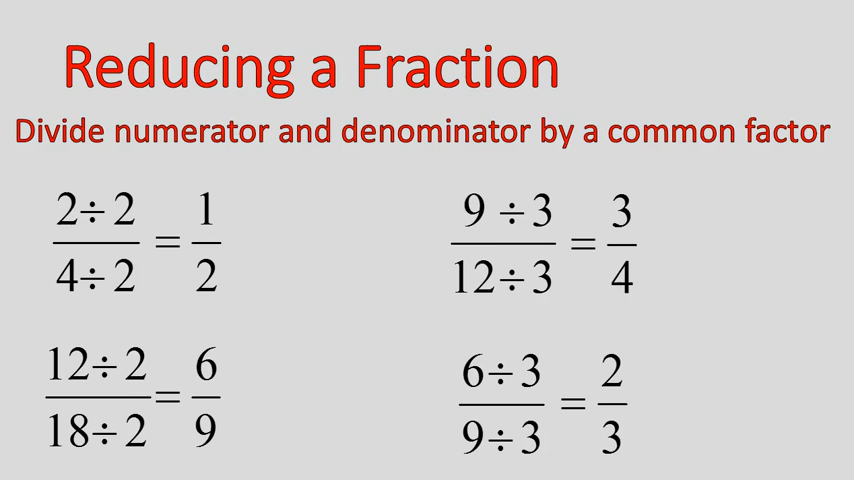 Reducing a Fraction
Divide numerator and denominator by a common factor
2÷2 / 4÷2 = 1/2
9÷3 / 12÷3 = 3/4
12÷2 / 18÷2 = 6/9
6÷3 / 9÷3 = 2/3